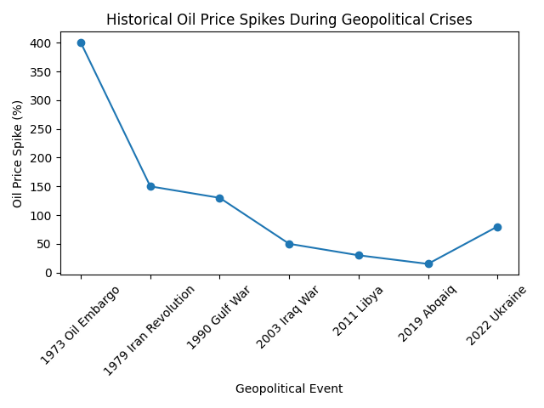 Historical Oil Price Spikes During Geopolitical Crises
Oil Price Spike (%)
400
350
300
250
200
150
100
50
0
1973 Oil Embargo
1979 Iran Revolution
1990 Gulf War
2003 Iraq War
2011 Libya
2019 Abqaiq
2022 Ukraine
Geopolitical Event